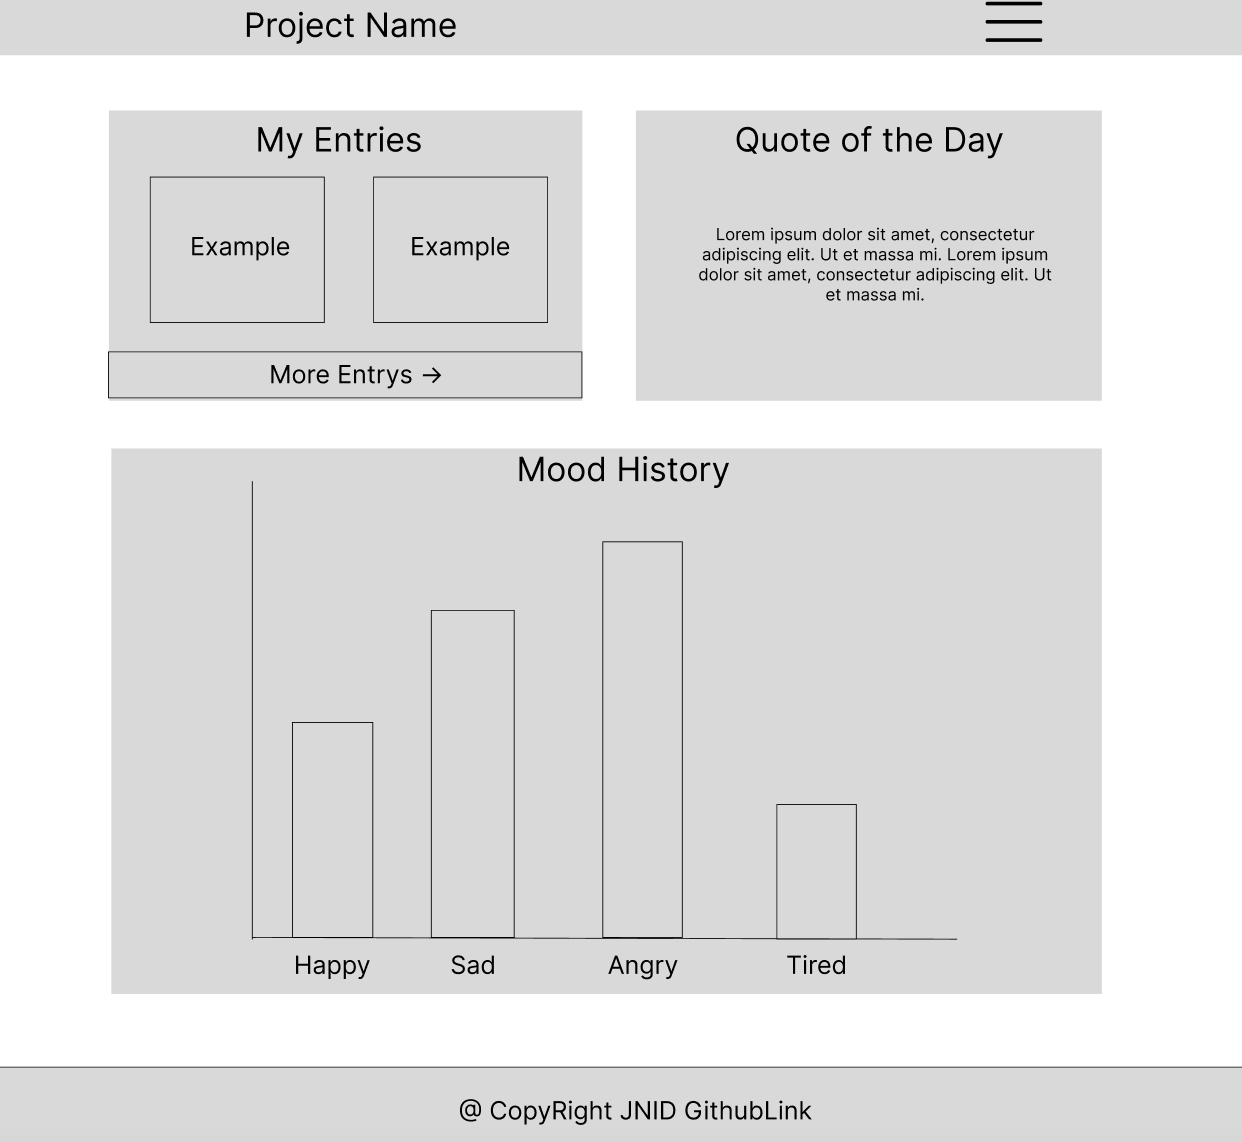 Project Name
My Entries
Example
Example
More Entrys →
Quote of the Day
Lorem ipsum dolor sit amet, consectetur
adipiscing elit. Ut et massa mi. Lorem ipsum
dolor sit amet, consectetur adipiscing elit. Ut
et massa mi.
Mood History
Happy
Sad
Angry
Tired
@ CopyRight JNID GithubLink